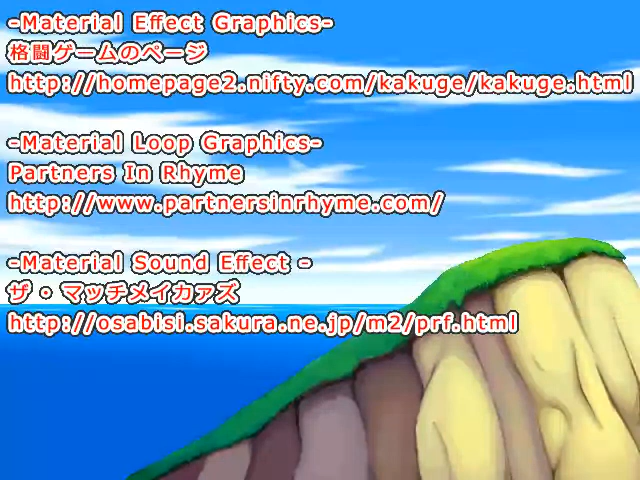 -Material Effect Graphics-
格闘ゲームのページ
http://homepage2.nifty.com/kakuge/kakuge.html
-Material Loop Graphics-
Partners In Rhyme
http://www.partnersinrhyme.com/
-Material Sound Effect -
ザ・マッチメイカァズ
http://osabisi.sakura.ne.jp/m2/prf.html